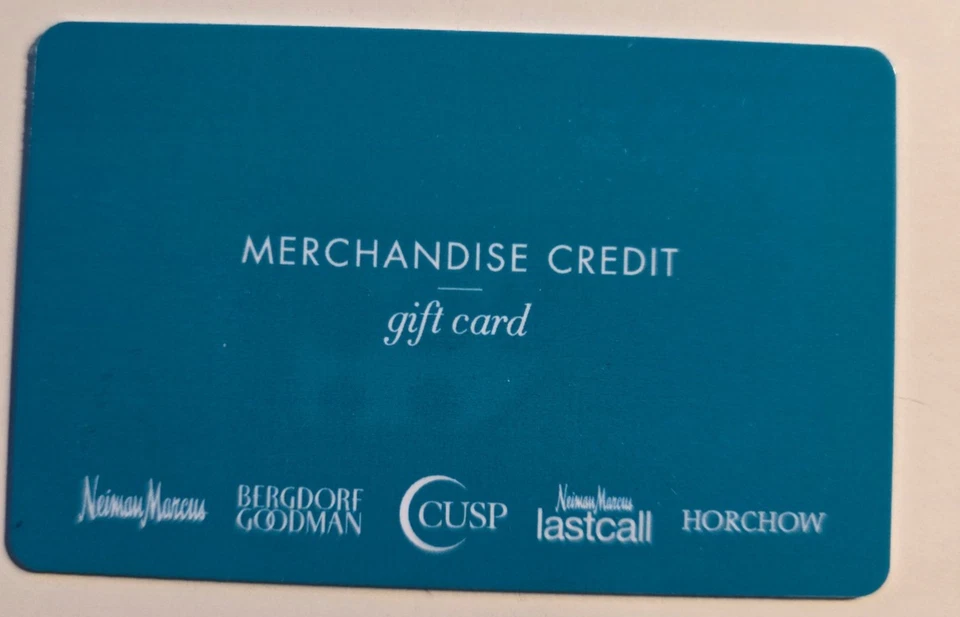 MERCHANDISE CREDIT
gift card
Neiman Marcus
BERGDORF
GOODMAN
CUSP
Neiman Marcus
lastcall
HORCHOW